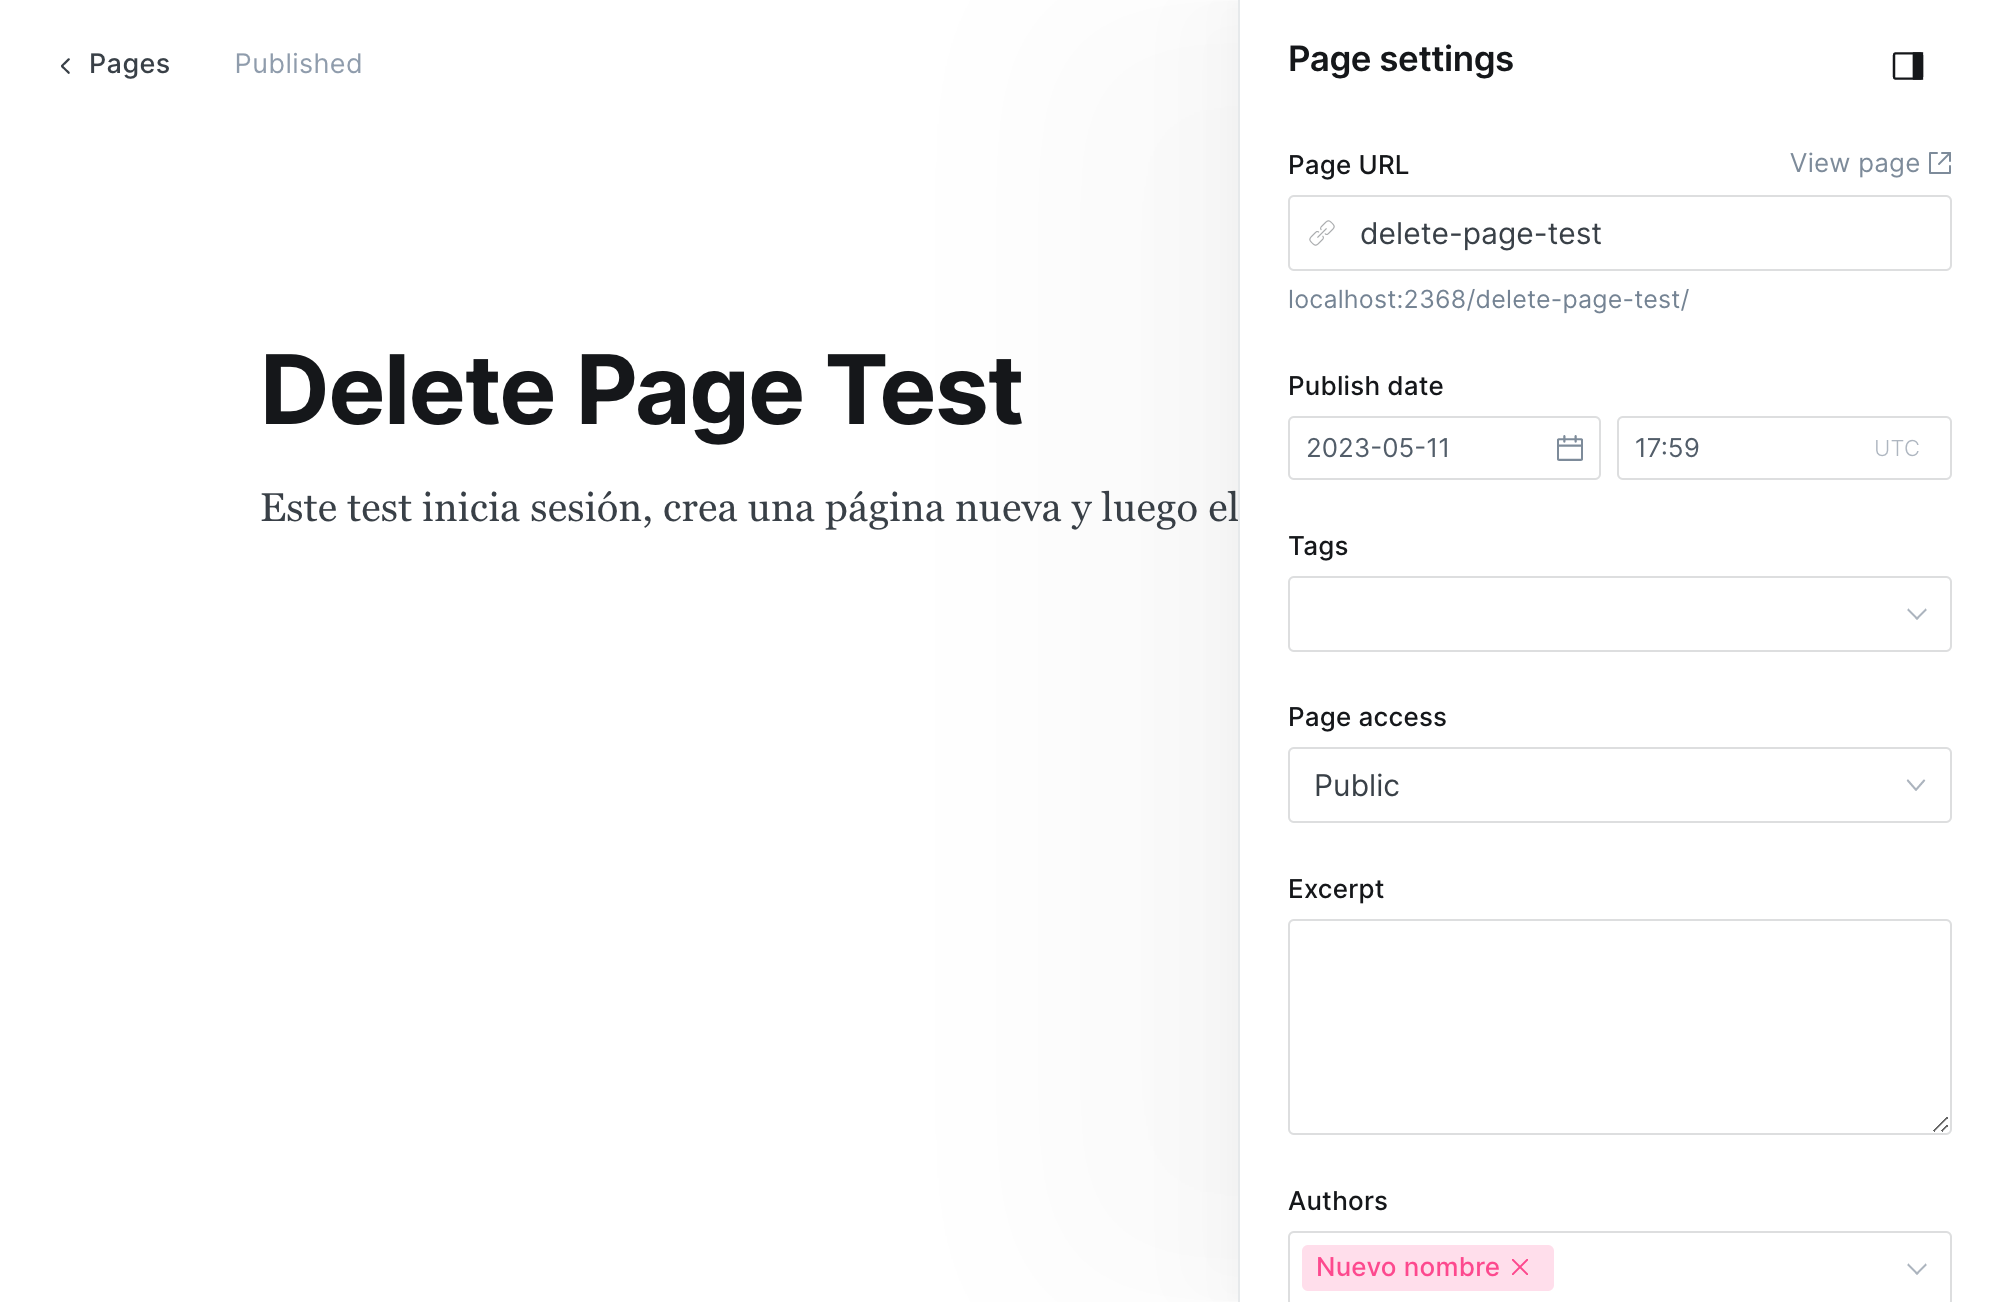 Pages Published
Delete Page Test
Este test inicia sesión, crea una página nueva y luego el
Page settings
Page URL View page
delete-page-test
localhost:2368/delete-page-test/
Publish date
2023-05-11 17:59 UTC
Tags
Page access
Public
Excerpt
Authors
Nuevo nombre